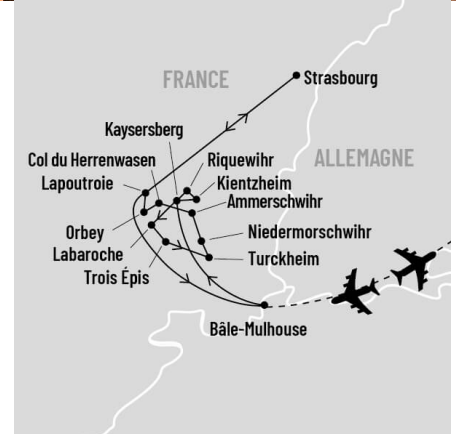 FRANCE
Strasbourg
Kaysersberg
Col du Herrenwasen
Riquewihr
ALLEMAGNE
Lapoutroie
Kientzheim
Ammerschwihr
Orbey
Niedermorschwihr
Labaroche
Turckheim
Trois Épis
Bâle-Mulhouse